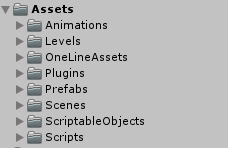 Assets
Animations
Levels
OneLineAssets
Plugins
Prefabs
Scenes
ScriptableObjects
Scripts